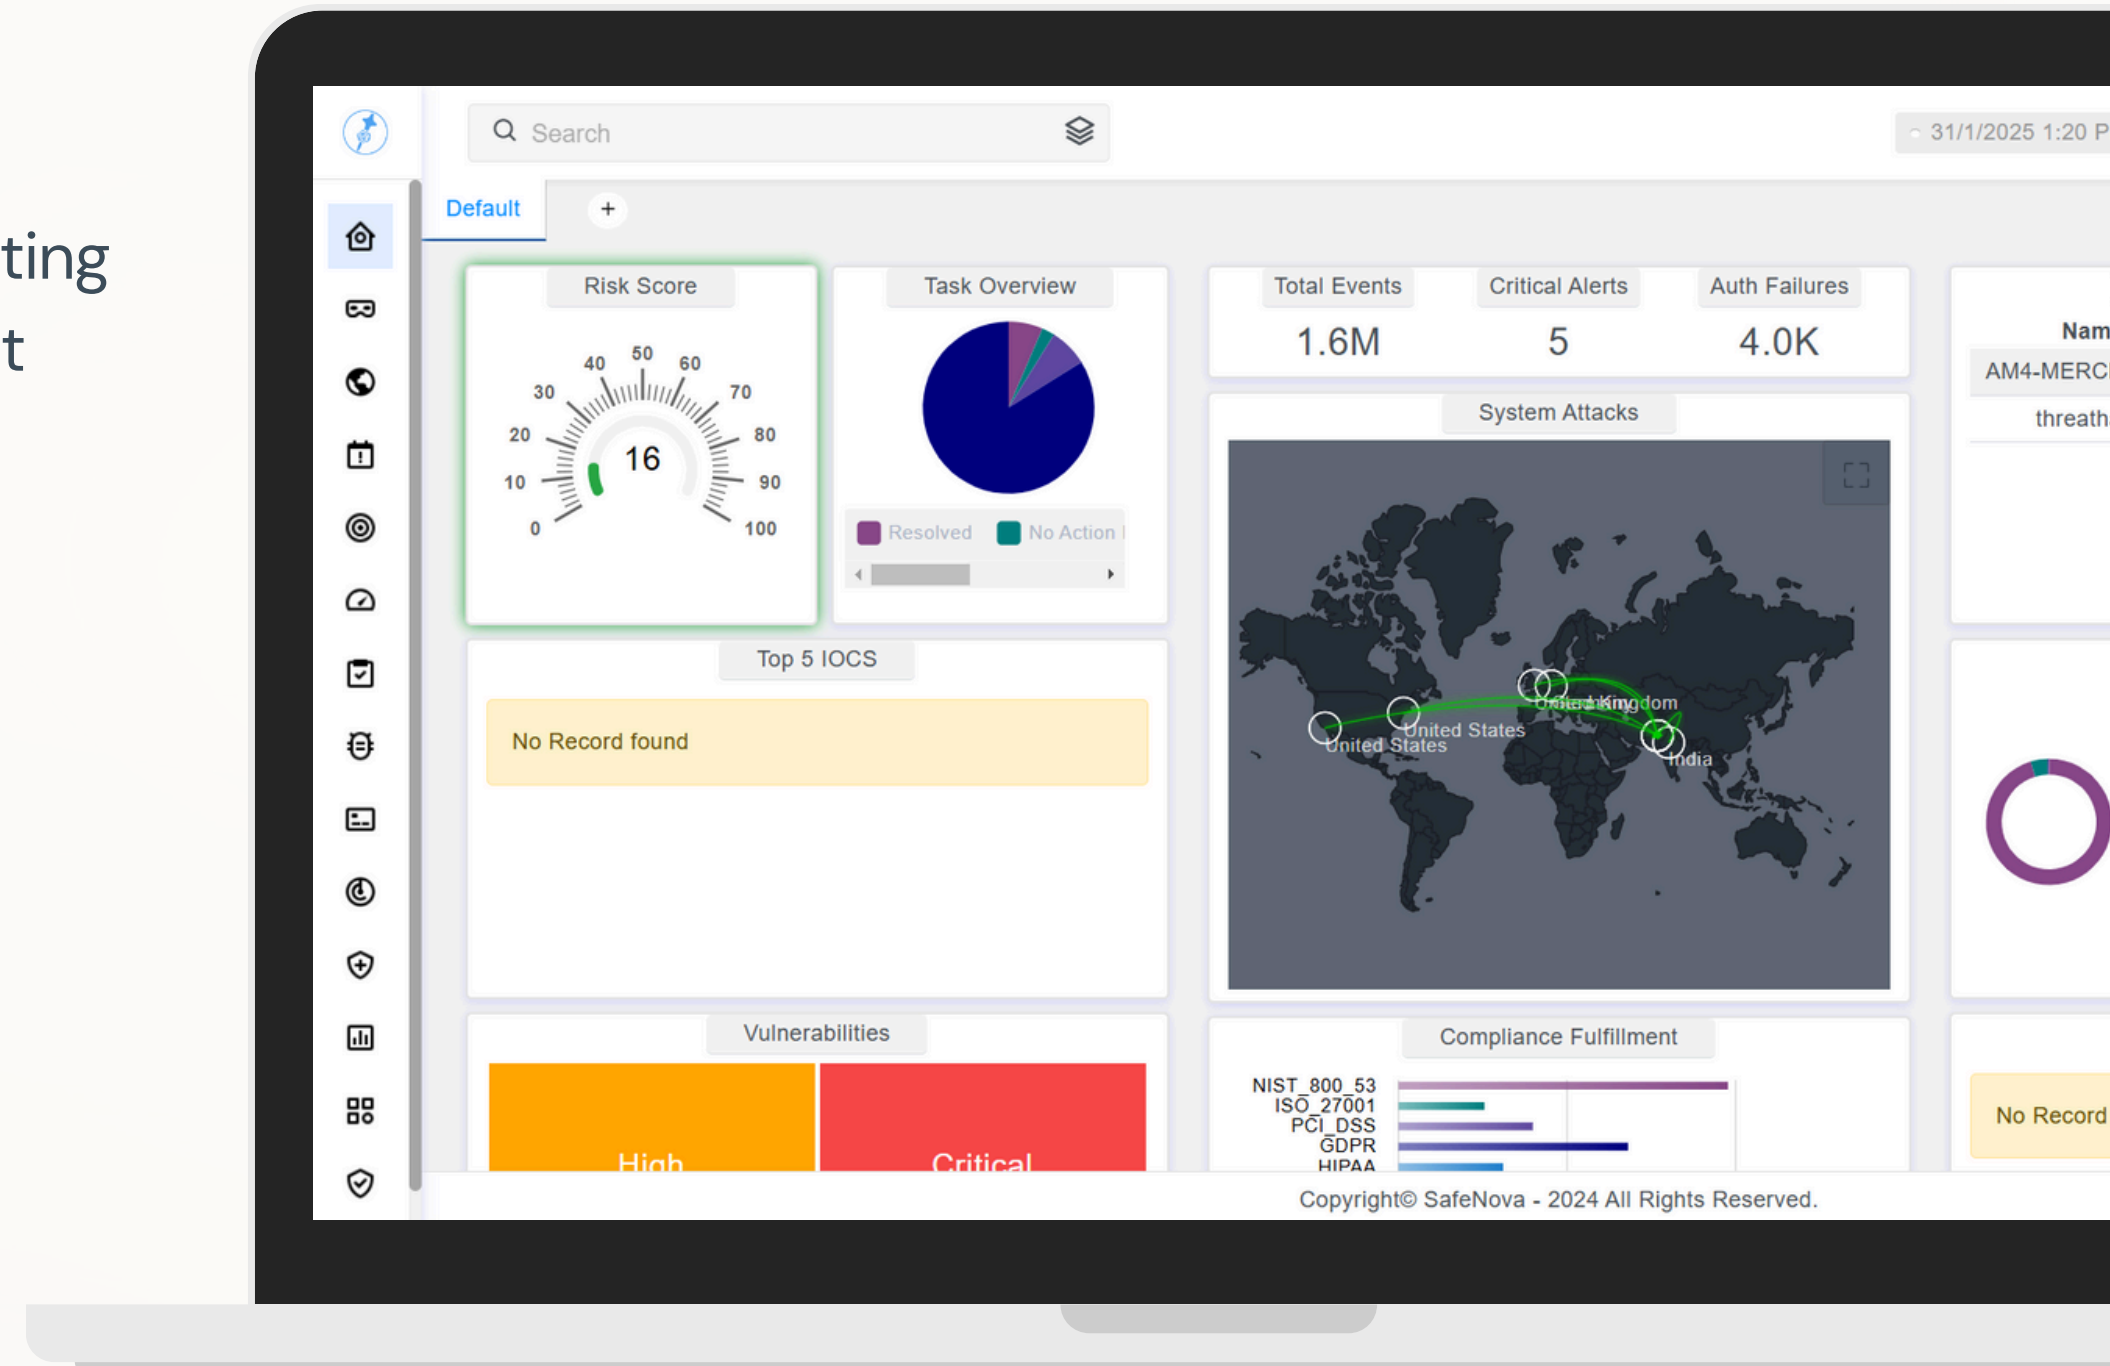 ting
t
Search
31/1/2025 1:20 P
Default
+
Risk Score
0
10
20
30
40
50
60
70
80
90
100
16
Task Overview
Resolved No Action
Total Events Critical Alerts Auth Failures
1.6M 5 4.0K
System Attacks
United Kingdom
United States
United States
India
Nam
AM4-MERC
threath
Top 5 IOCS
No Record found
Vulnerabilities
High Critical
Compliance Fulfillment
NIST_800_53
ISO_27001
PCI_DSS
GDPR
HIPAA
No Record
Copyright© SafeNova - 2024 All Rights Reserved.